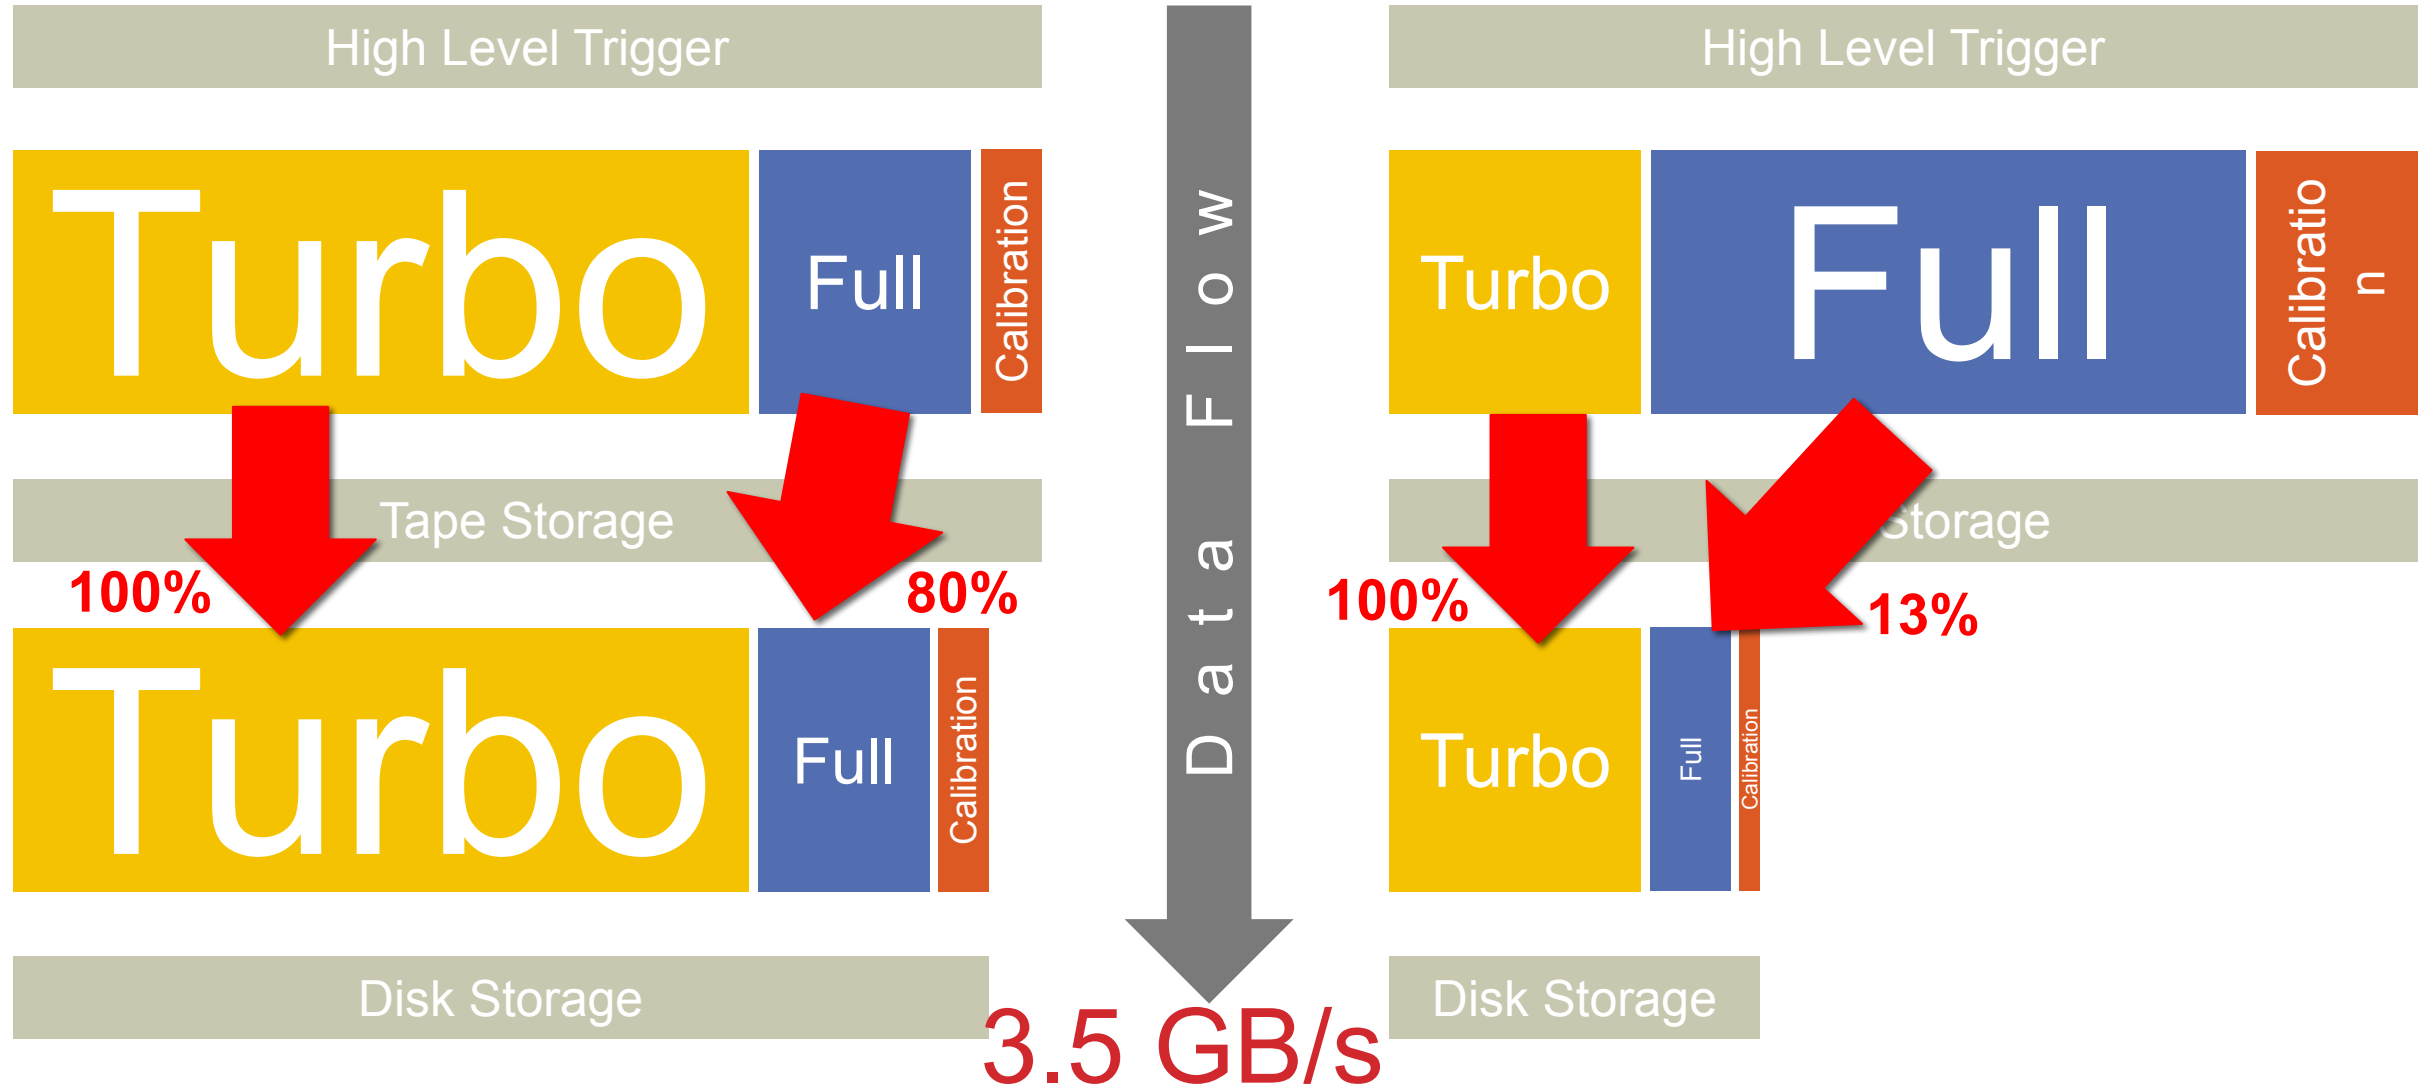 High Level Trigger
Turbo
Full
Calibration
Tape Storage
100%
80%
Turbo
Full
Calibration
Disk Storage
Data Flow
3.5 GB/s
High Level Trigger
Turbo
Full
Calibratio
n
Storage
100%
13%
Turbo
Full
Calibration
Disk Storage